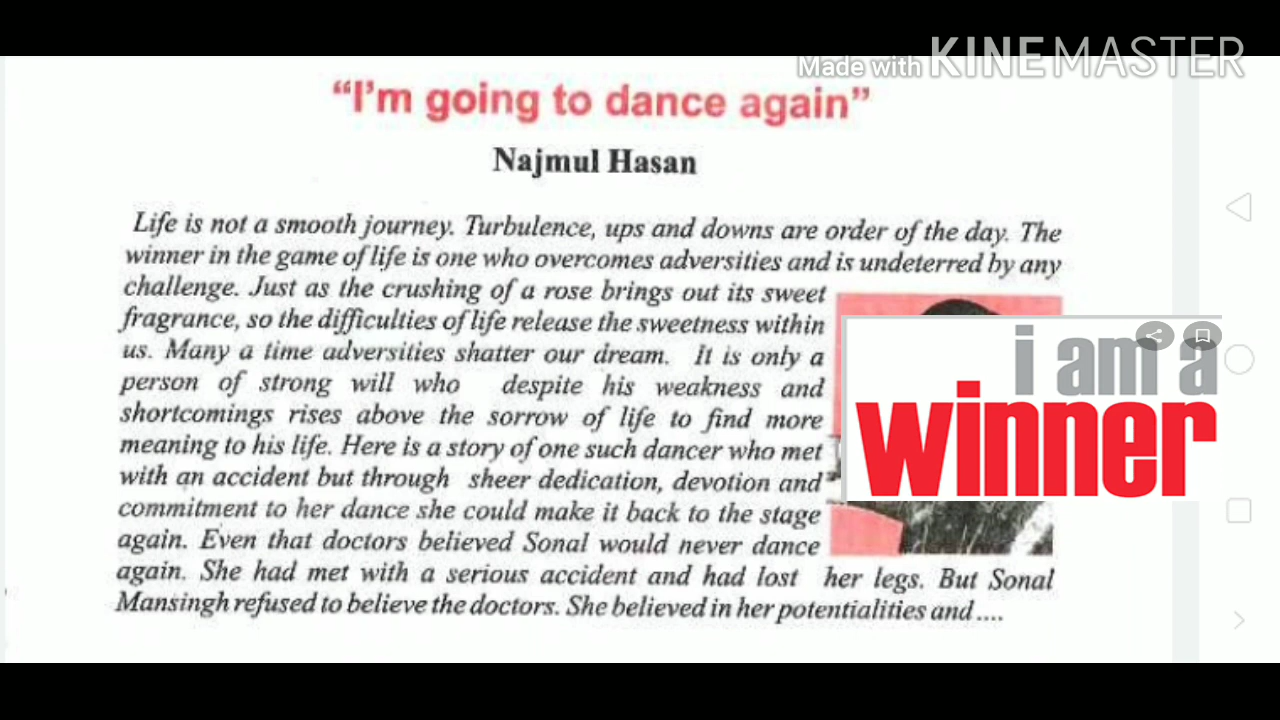 Made with KINEMASTER
“I’m going to dance again”
Najmul Hasan
Life is not a smooth journey. Turbulence, ups and downs are order of the day. The
winner in the game of life is one who overcomes adversities and is undeterred by any
challenge. Just as the crushing of a rose brings out its sweet
fragrance, so the difficulties of life release the sweetness within
us. Many a time adversities shatter our dream. It is only a
person of strong will who despite his weakness and
shortcomings rises above the sorrow of life to find more
meaning to his life. Here is a story of one such dancer who met
with an accident but through sheer dedication, devotion and
commitment to her dance she could make it back to the stage
again. Even that doctors believed Sonal would never dance
again. She had met with a serious accident and had lost her legs. But Sonal
Mansingh refused to believe the doctors. She believed in her potentialities and ....
i am a
winner